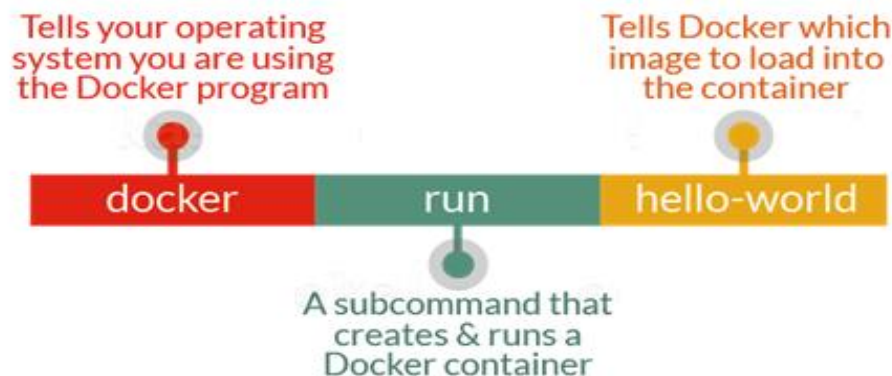 Tells your operating
system you are using
the Docker program
Tells Docker which
image to load into
the container
docker run hello-world
A subcommand that
creates & runs a
Docker container